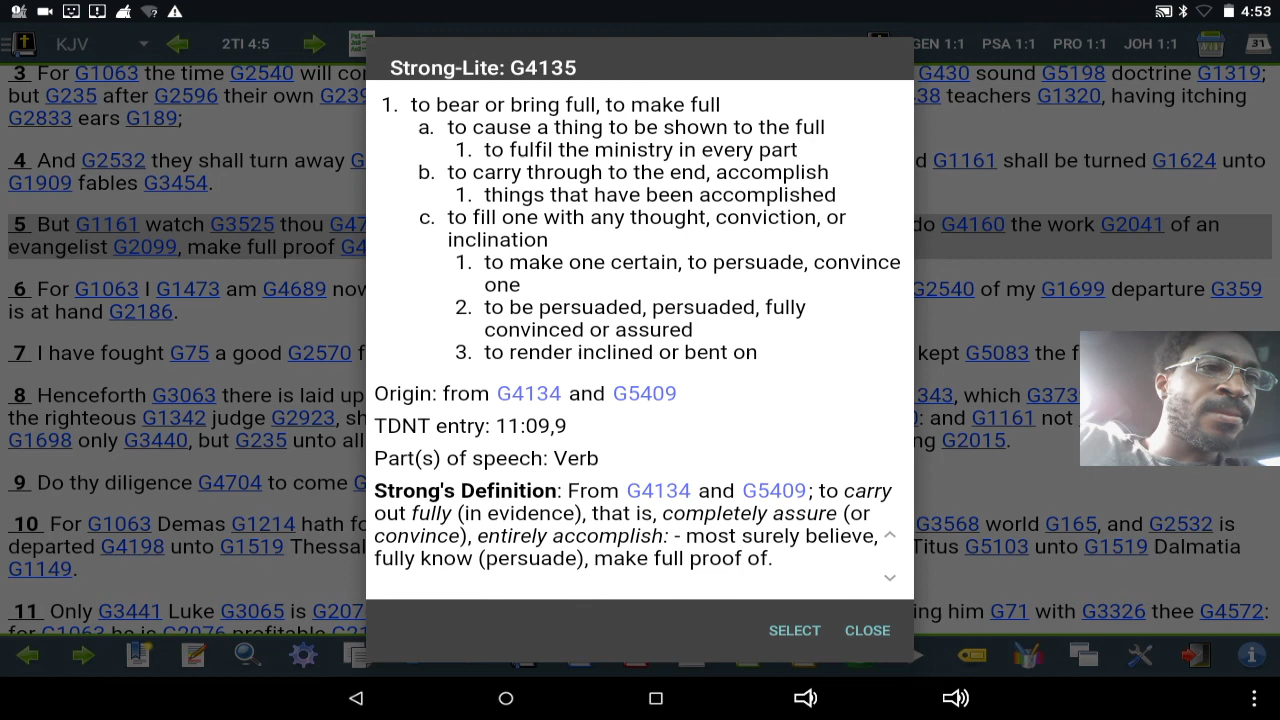 4:53
KJV 2TI 4:5 GEN 1:1 PSA 1:1 PRO 1:1 JOH 1:1 31
Strong-Lite: G4135
1. to bear or bring full, to make full
a. to cause a thing to be shown to the full
1. to fulfil the ministry in every part
b. to carry through to the end, accomplish
1. things that have been accomplished
c. to fill one with any thought, conviction, or
inclination
1. to make one certain, to persuade, convince
one
2. to be persuaded, persuaded, fully
convinced or assured
3. to render inclined or bent on
Origin: from G4134 and G5409
TDNT entry: 11:09,9
Part(s) of speech: Verb
Strong's Definition: From G4134 and G5409; to carry
out fully (in evidence), that is, completely assure (or
convince), entirely accomplish: - most surely believe,
fully know (persuade), make full proof of.
SELECT CLOSE
3 For G1063 the time G2540 will G430 sound G5198 doctrine G1319;
but G235 after G2596 their own teachers G1320, having itching
G2833 ears G189;
4 And G2532 they shall turn away G1161 shall be turned G1624 unto
G1909 fables G3454.
5 But G1161 watch G3525 thou do G4160 the work G2041 of an
evangelist G2099, make full proof
6 For G1063 I G1473 am G4689 G2540 of my G1699 departure G359
is at hand G2186.
7 I have fought G75 a good G2570 kept G5083 the
8 Henceforth G3063 there is laid up which
the righteous G1342 judge G2923, : and G1161 not
G1698 only G3440, but G235 unto all G2015.
9 Do thy diligence G4704 to come
10 For G1063 Demas G1214 hath G3568 world G165, and G2532 is
departed G4198 unto G1519 Titus G5103 unto G1519 Dalmatia
G1149.
11 Only G3441 Luke G3065 is him G71 with G3326 thee G4572:
for G1063 he is G2076 profitable